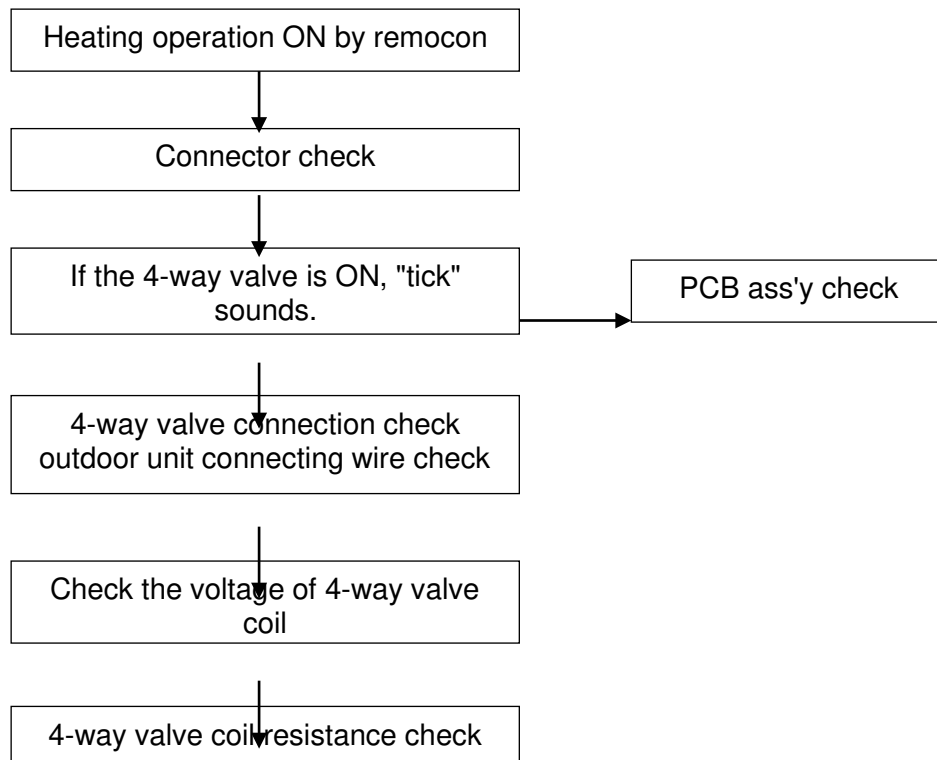 Heating operation ON by remocon
Connector check
If the 4-way valve is ON, "tick"
sounds.
PCB ass'y check
4-way valve connection check
outdoor unit connecting wire check
Check the voltage of 4-way valve
coil
4-way valve coil resistance check